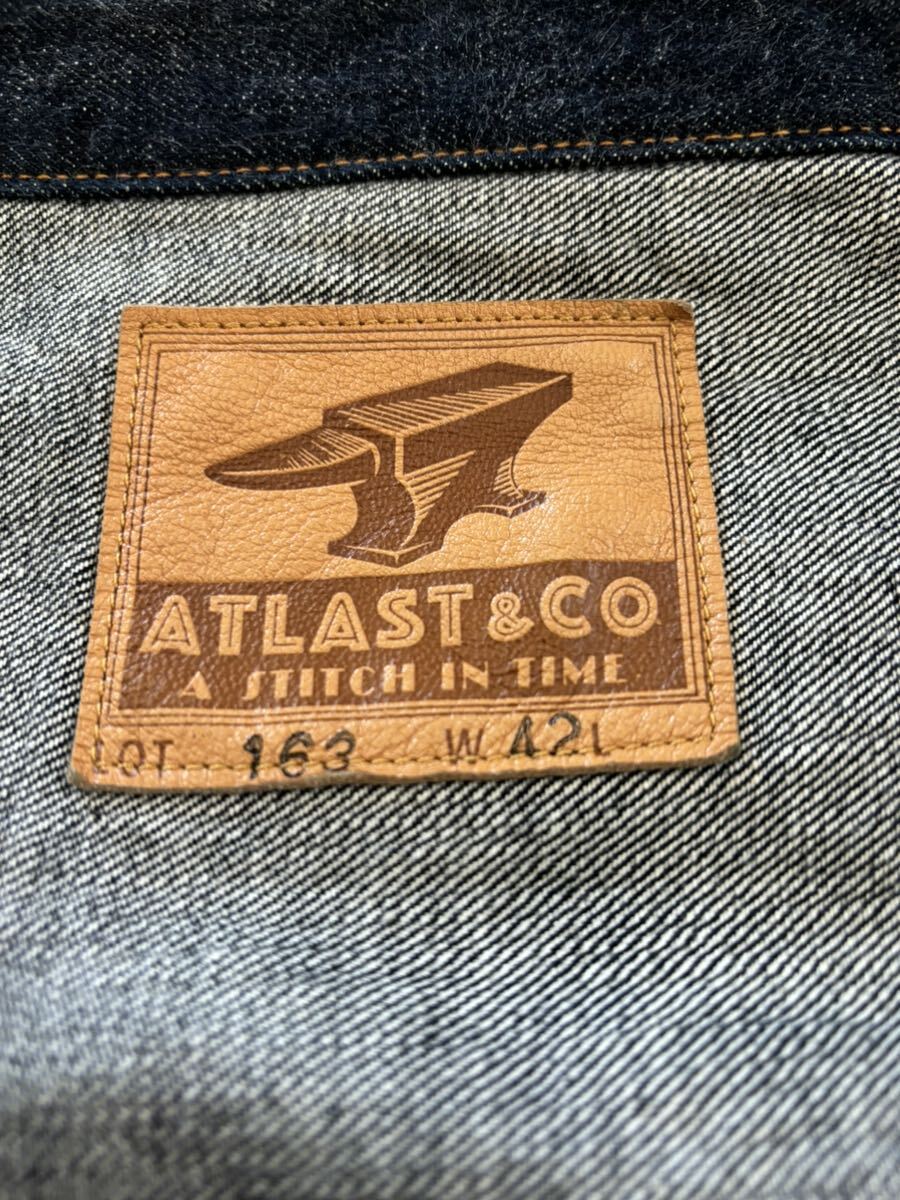 ATLAST & CO
A STITCH IN TIME
LOT 163 W 42 L